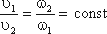 υ₁/υ₂ = ω₂/ω₁ = const